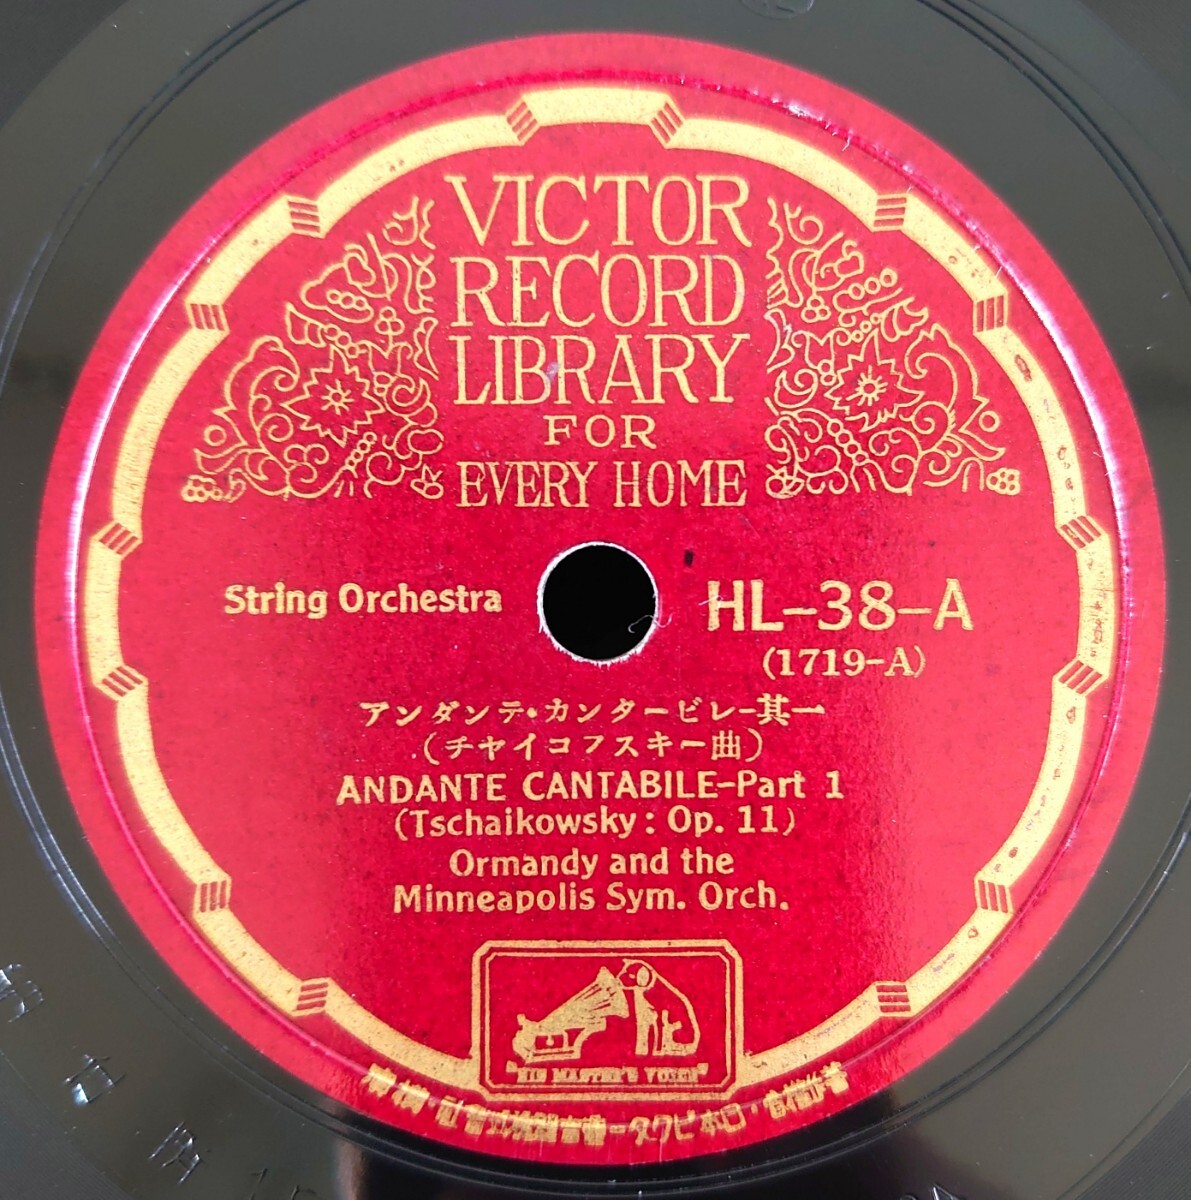 VICTOR
RECORD
LIBRARY
FOR
EVERY HOME
String Orchestra
HL-38-A
(1719-A)
アンダンテ・カンタービレ-其一
(チヤイコフスキー曲)
ANDANTE CANTABILE-Part 1
(Tschaikowsky: Op. 11)
Ormandy and the
Minneapolis Sym. Orch.
"HIS MASTER'S VOICE"